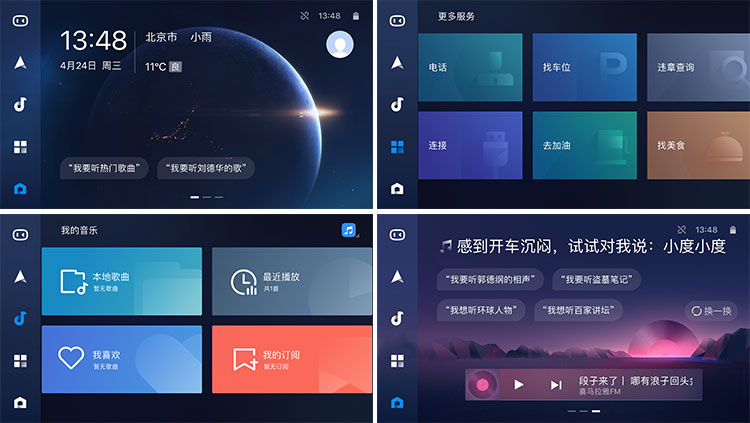 13:48
13:48
北京市 小雨
4月24日 周三
11°C 良
“我要听热门歌曲”
“我要听刘德华的歌”
更多服务
电话
找车位
P
违章查询
连接
去加油
找美食
我的音乐
本地歌曲
暂无歌曲
最近播放
共1首
我喜欢
暂无歌曲
我的订阅
暂无订阅
13:48
感到开车沉闷，试试对我说：小度小度
“我要听郭德纲的相声”
“我要听盗墓笔记”
“我想听环球人物”
“我想听百家讲坛”
换一换
段子来了丨 哪有浪子回头
喜马拉雅FM